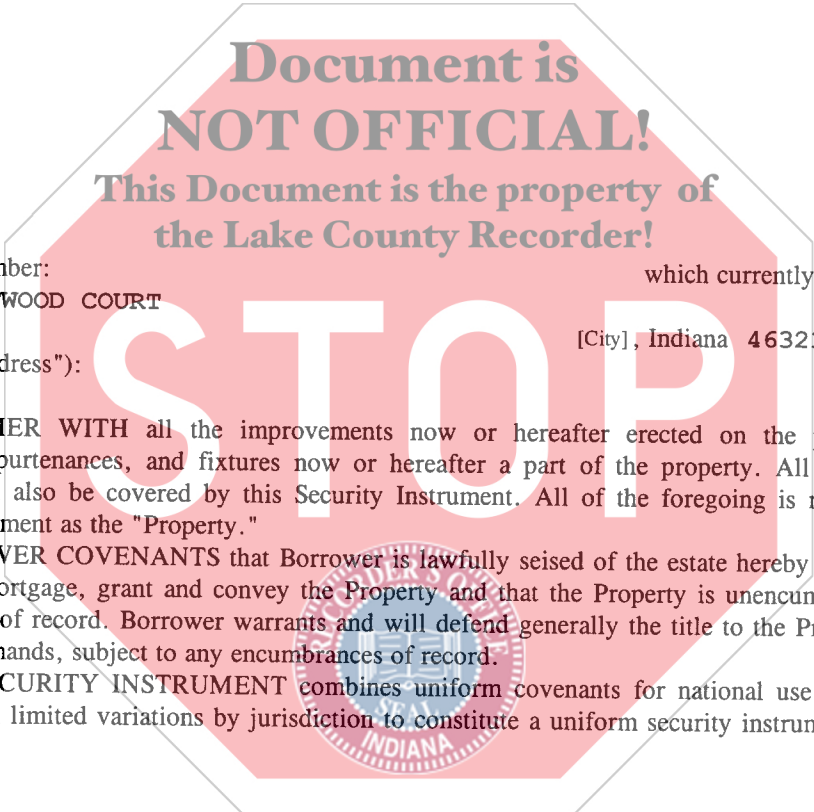 Document is
NOT OFFICIAL!
This Document is the property of
the Lake County Recorder!
nber: which currently
WOOD COURT
[City], Indiana 4632
dress"):
STOP
IER WITH all the improvements now or hereafter erected on the
purtenances, and fixtures now or hereafter a part of the property. All
also be covered by this Security Instrument. All of the foregoing is
ment as the "Property."
VER COVENANTS that Borrower is lawfully seised of the estate hereby
ortgage, grant and convey the Property and that the Property is unencum
of record. Borrower warrants and will defend generally the title to the Pr
nands, subject to any encumbrances of record.
CURITY INSTRUMENT combines uniform covenants for national use
limited variations by jurisdiction to constitute a uniform security instrum
RECORDER'S OFFICE
SEAL
INDIANA